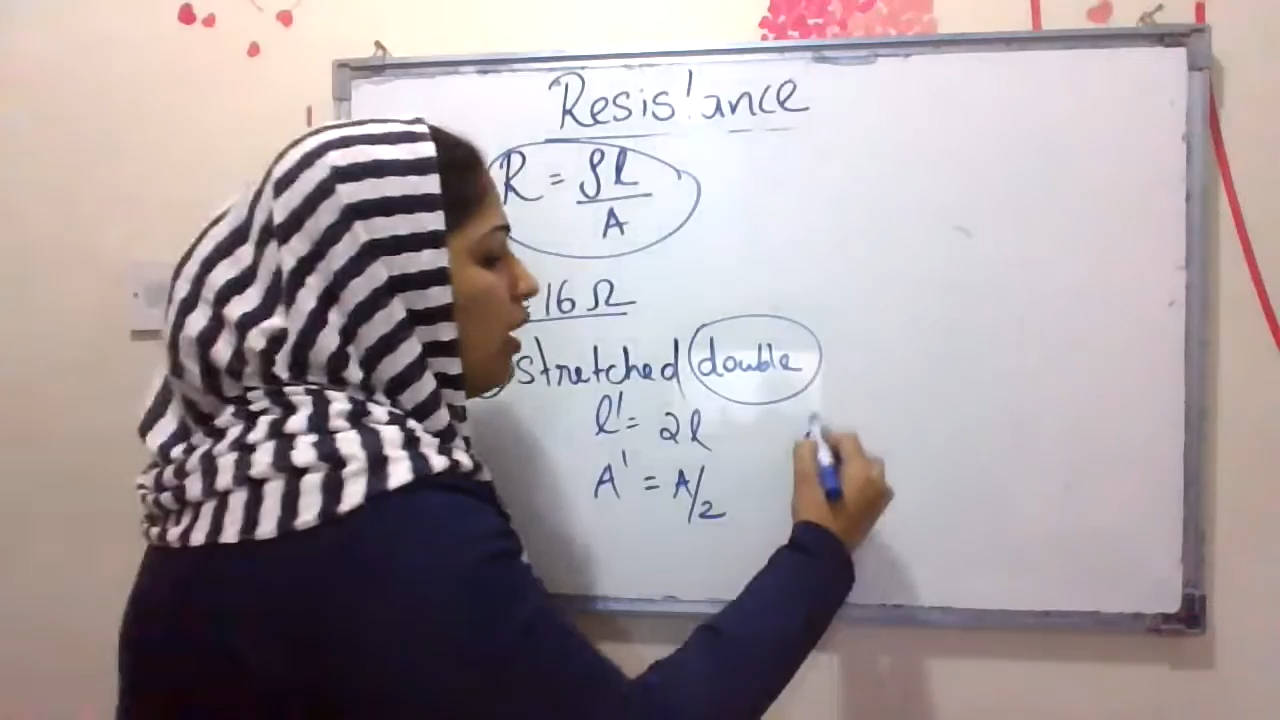 Resistance
R = ρl
A
= 16 Ω
stretched double
l' = 2l
A' = A/2